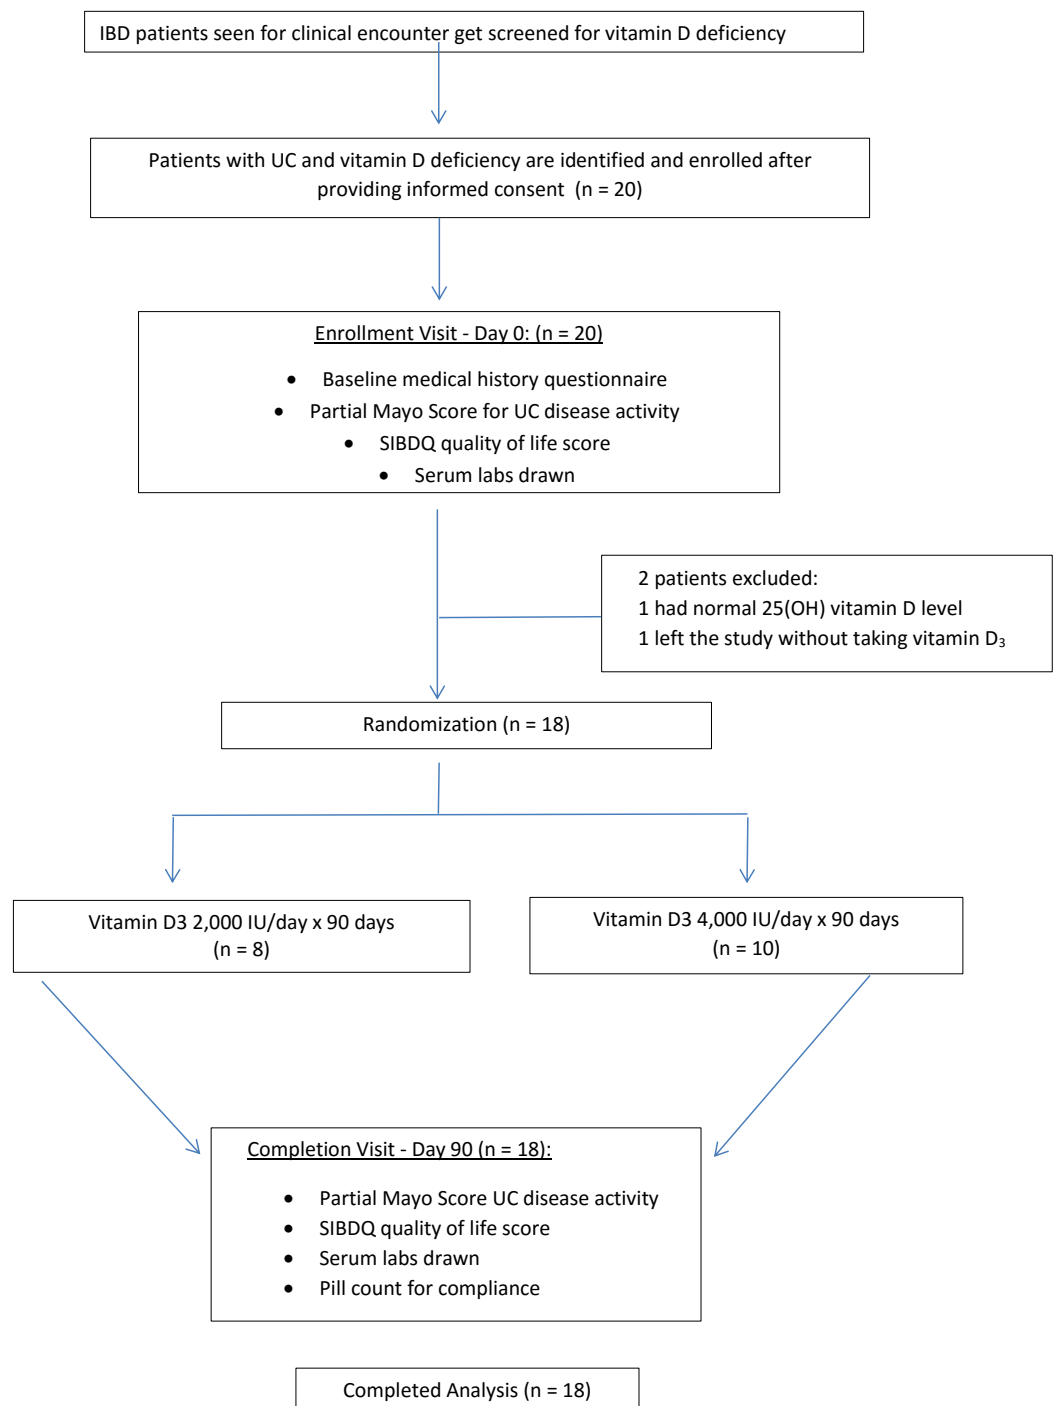 IBD patients seen for clinical encounter get screened for vitamin D deficiency
Patients with UC and vitamin D deficiency are identified and enrolled after
providing informed consent  (n = 20)
Enrollment Visit - Day 0: (n = 20)
• Baseline medical history questionnaire
• Partial Mayo Score for UC disease activity
• SIBDQ quality of life score
• Serum labs drawn
2 patients excluded:
1 had normal 25(OH) vitamin D level
1 left the study without taking vitamin D₃
Randomization (n = 18)
Vitamin D3 2,000 IU/day x 90 days
(n = 8)
Vitamin D3 4,000 IU/day x 90 days
(n = 10)
Completion Visit - Day 90 (n = 18):
• Partial Mayo Score UC disease activity
• SIBDQ quality of life score
• Serum labs drawn
• Pill count for compliance
Completed Analysis (n = 18)